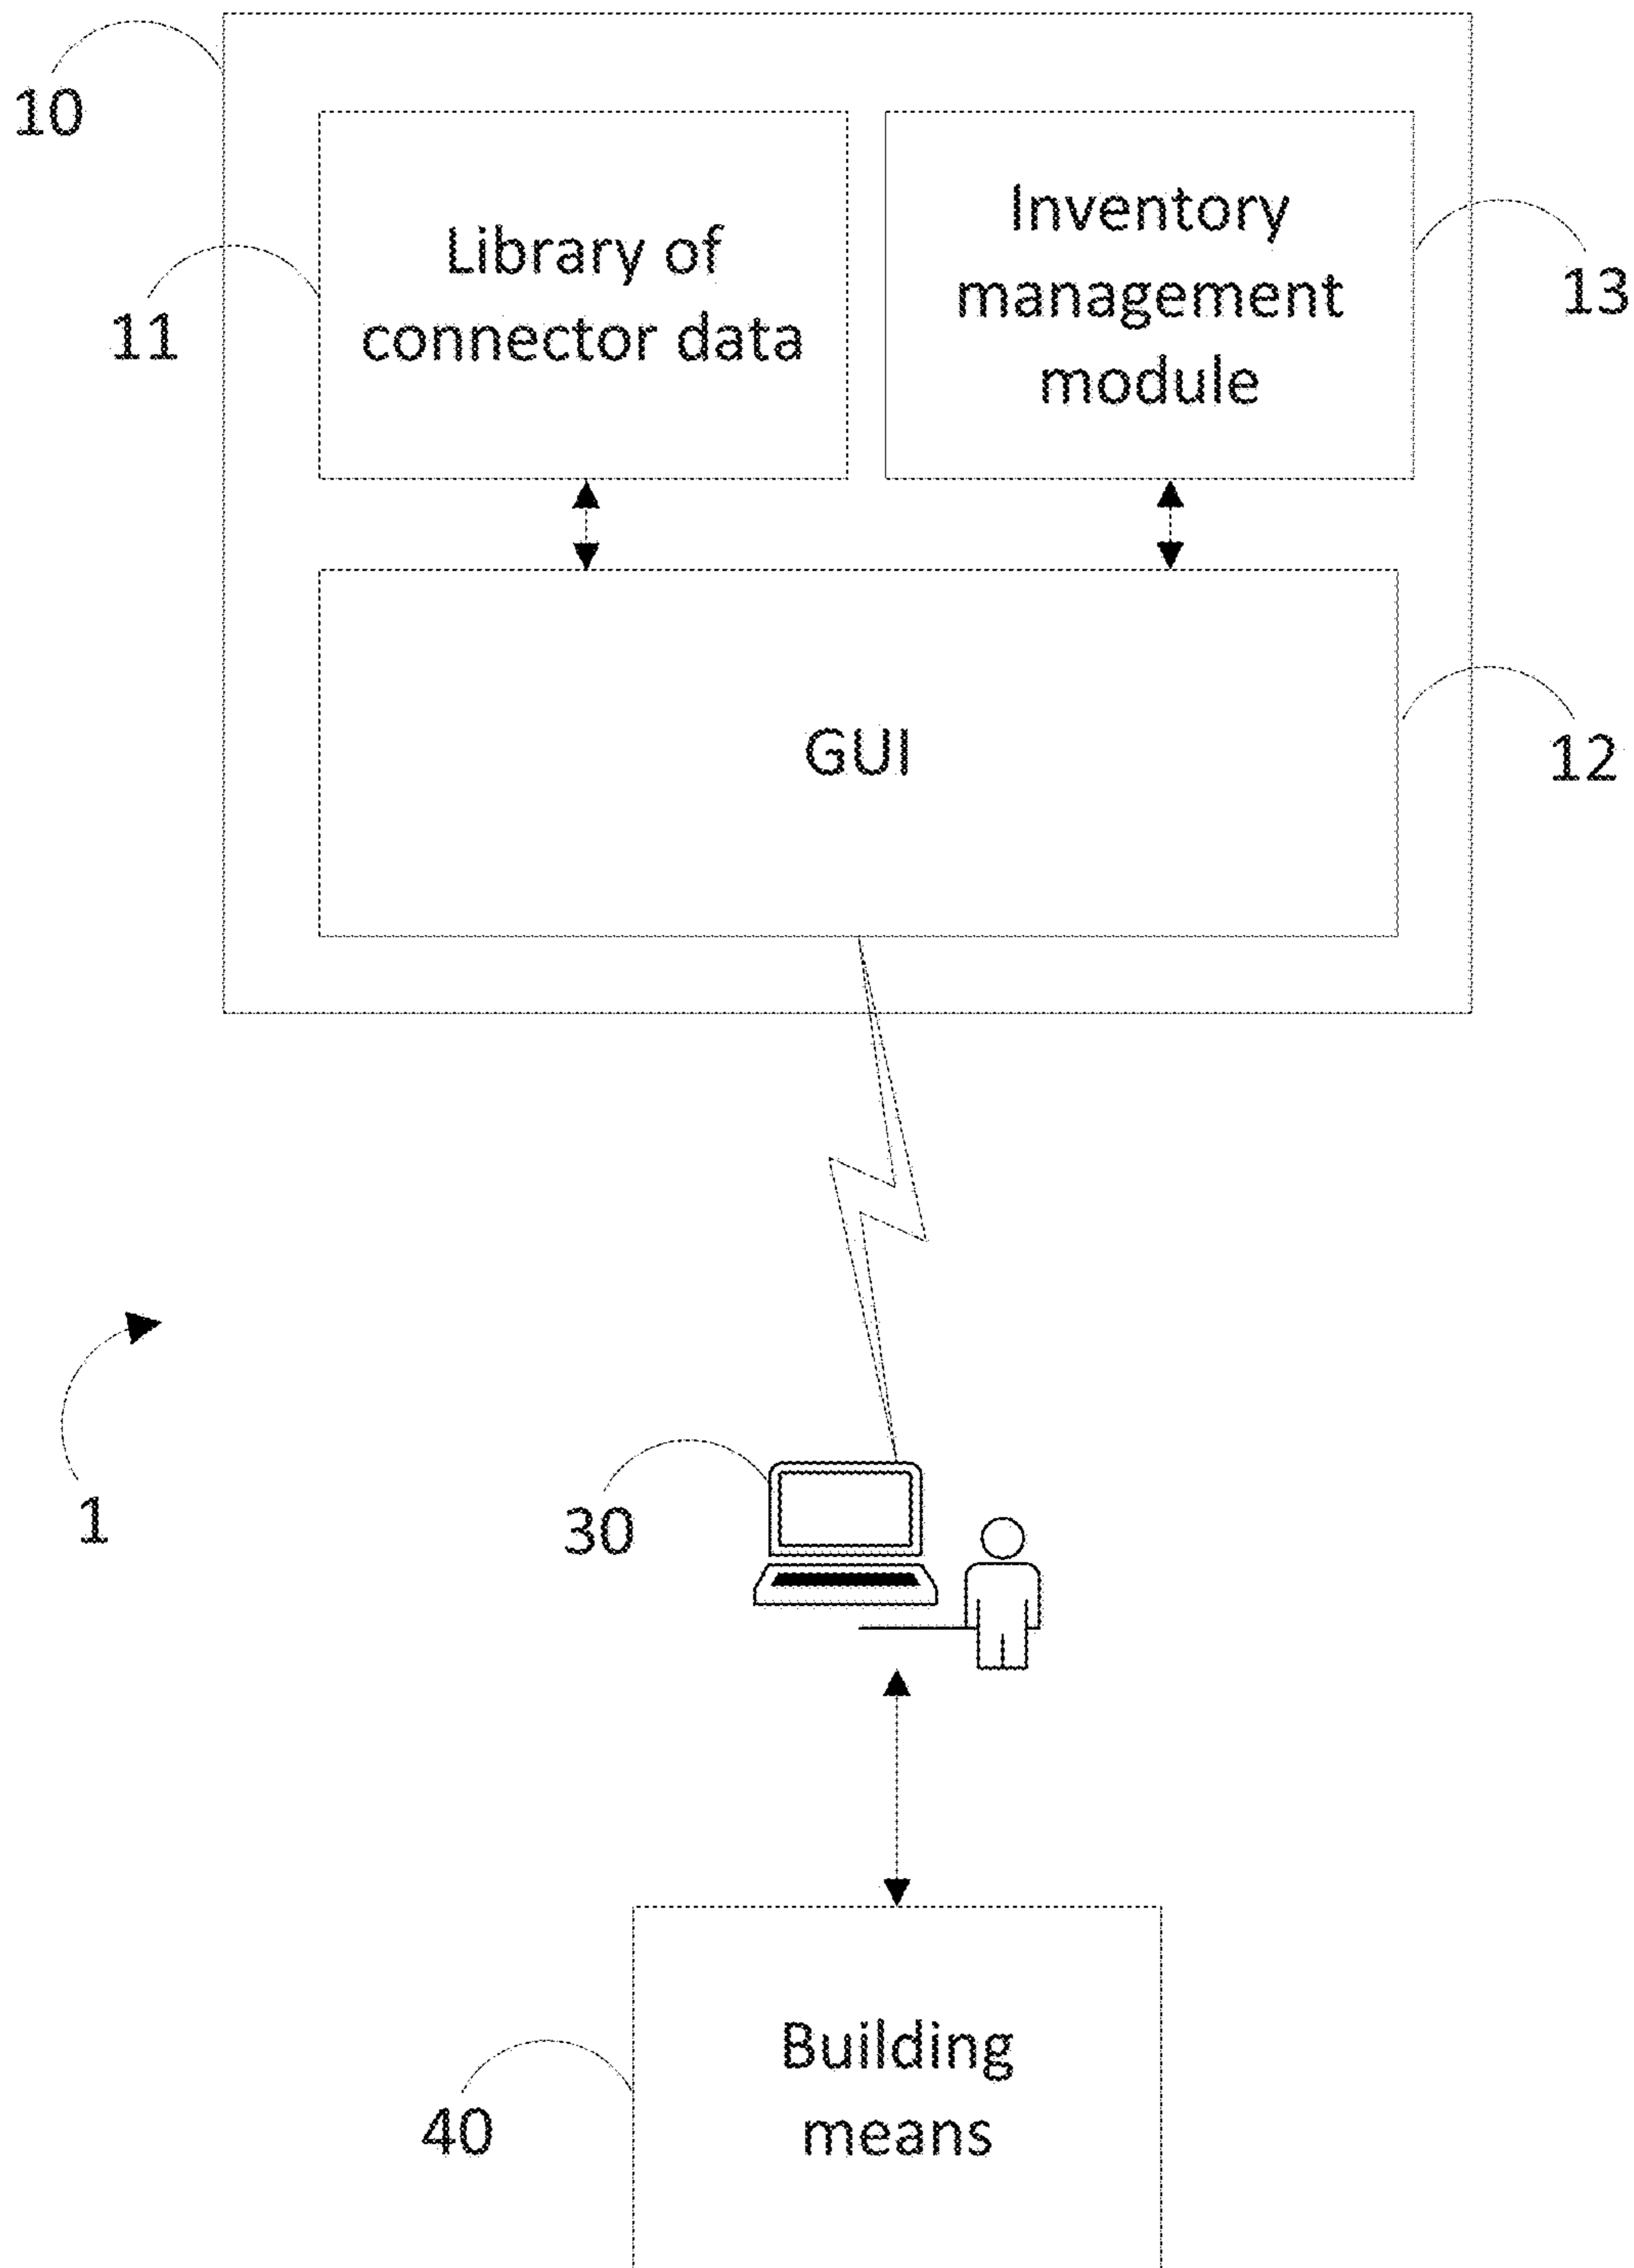 10
Library of
connector data
Inventory
management
module
11
13
GUI
12
1
30
Building
means
40